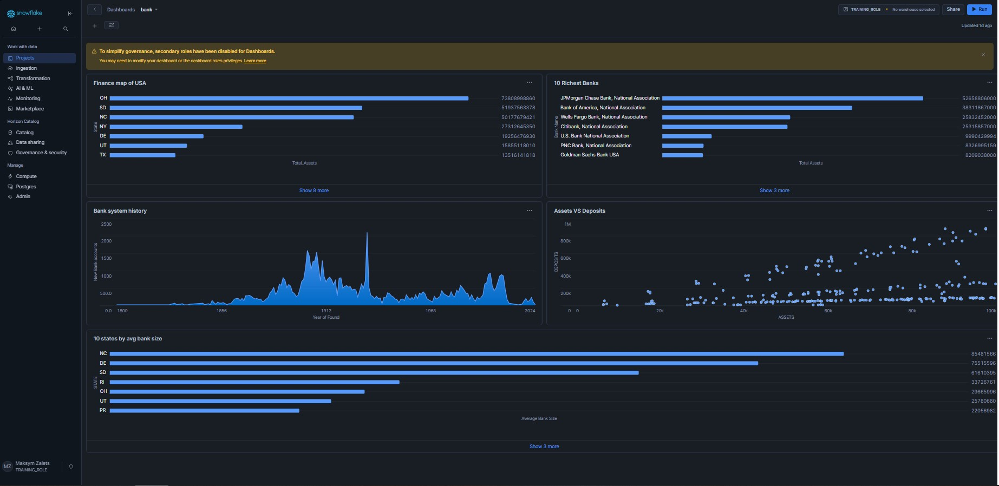 snowflake
Dashboards bank
TRAINING_ROLE • No warehouse selected
Share
Run
Updated 1d ago
Work with data
Projects
Ingestion
Transformation
AI & ML
Monitoring
Marketplace
Horizon Catalog
Catalog
Data sharing
Governance & security
Manage
Compute
Postgres
Admin
MZ
Maksym Zaiets
TRAINING_ROLE
To simplify governance, secondary roles have been disabled for Dashboards.
You may need to modify your dashboard or the dashboard role's privileges. Learn more
Finance map of USA
State
OH 73808998860
SD 51937563378
NC 50177679421
NY 27312645350
DE 19256476930
UT 15855118010
TX 13516141818
Total_Assets
Show 8 more
10 Richest Banks
Bank Name
JPMorgan Chase Bank, National Association 52658806000
Bank of America, National Association 38311867000
Wells Fargo Bank, National Association 25832452000
Citibank, National Association 25315857000
U.S. Bank National Association 9990429994
PNC Bank, National Association 8326995159
Goldman Sachs Bank USA 8209038000
Total Assets
Show 3 more
Bank system history
New Bank accounts
2500
2000
1500
1000
500.0
0.0
1800 1856 1912 1968 2024
Year of Found
Assets VS Deposits
DEPOSITS
1M
800k
600k
400k
200k
0
0 20k 40k 60k 80k 100k
ASSETS
10 states by avg bank size
STATE
NC 85481566
DE 75515596
SD 61610395
RI 33726761
OH 29665996
UT 25780680
PR 22056982
Average Bank Size
Show 3 more